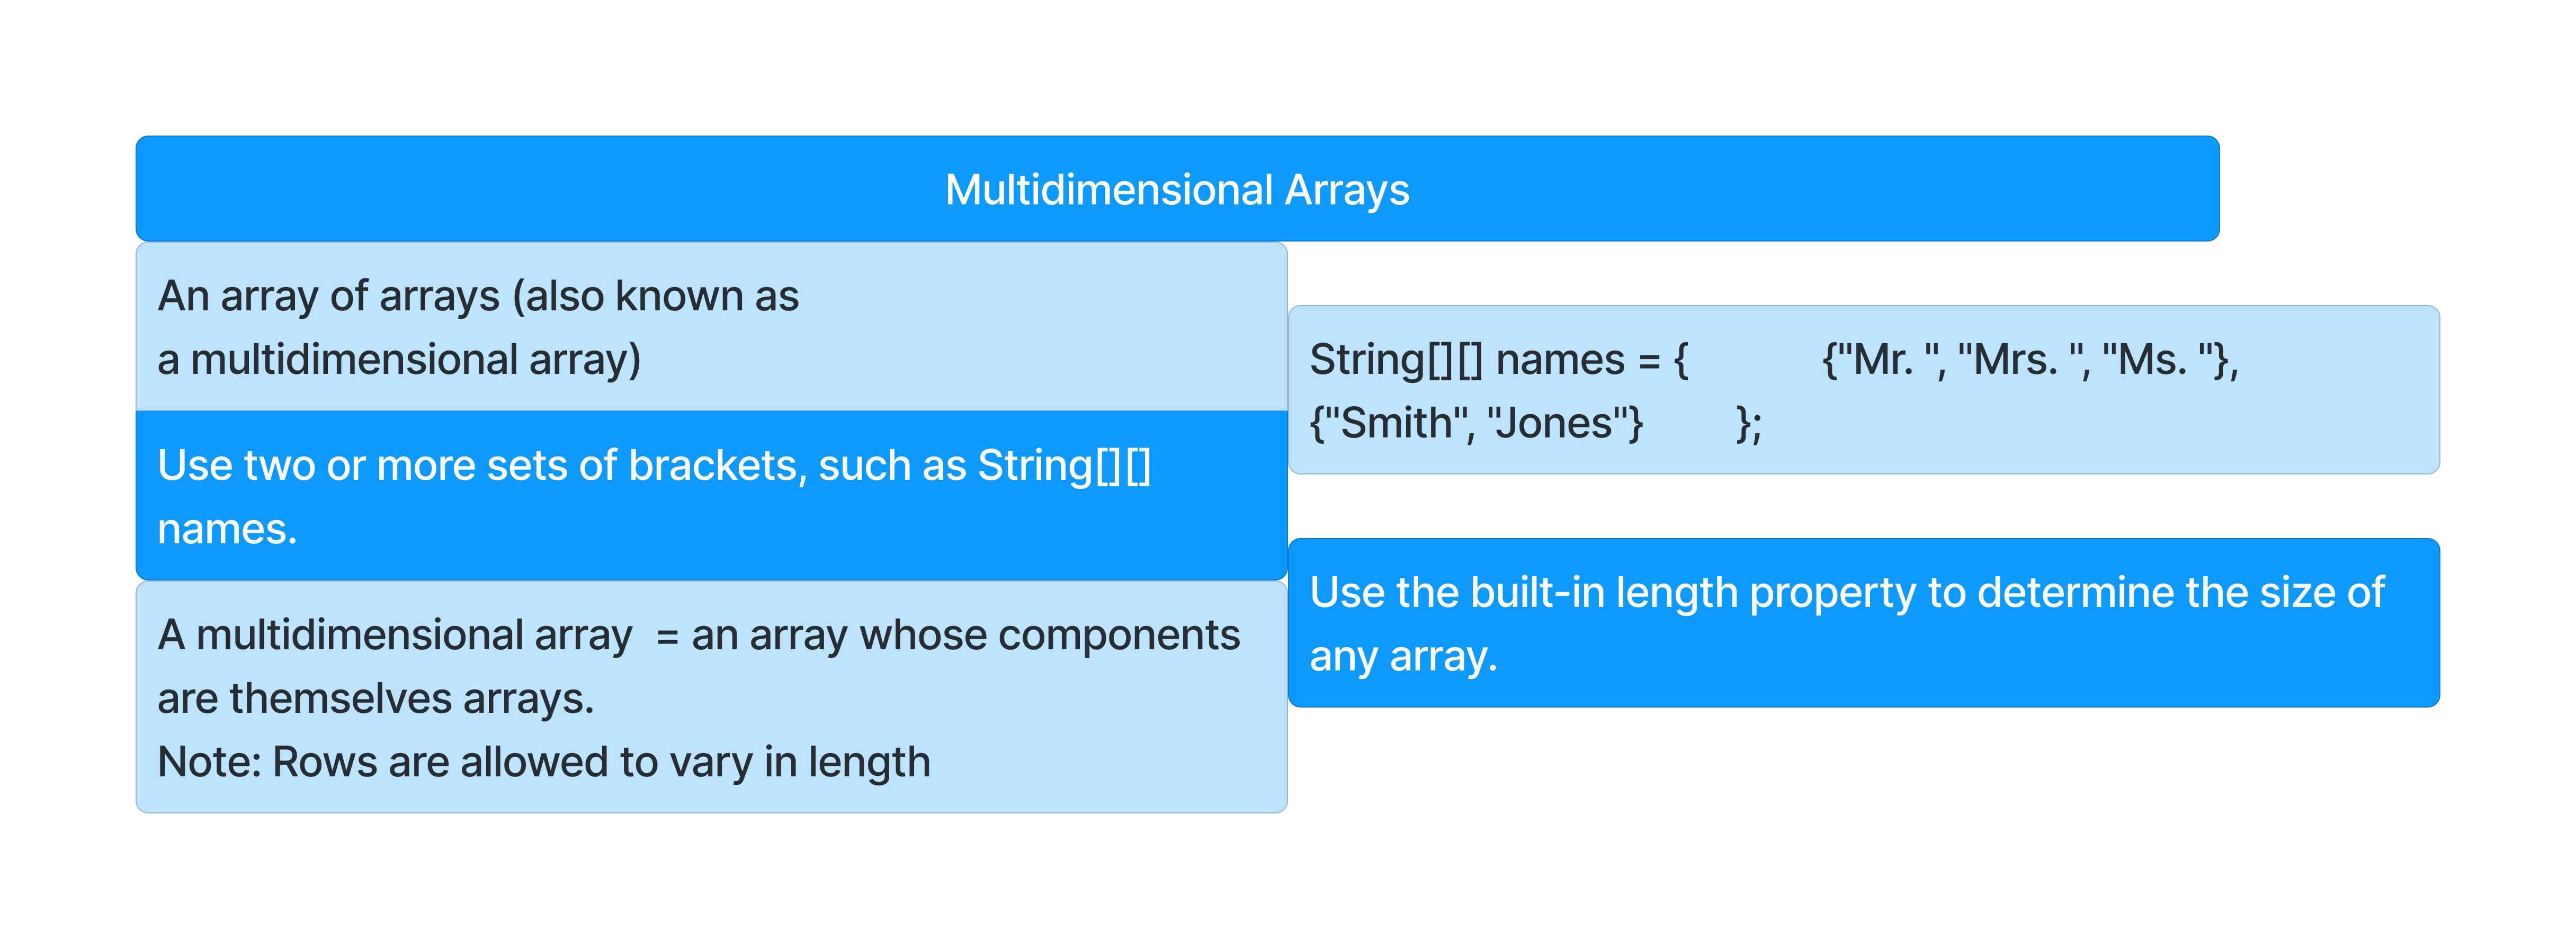 Multidimensional Arrays
An array of arrays (also known as
a multidimensional array)
Use two or more sets of brackets, such as String[][]
names.
A multidimensional array  = an array whose components
are themselves arrays.
Note: Rows are allowed to vary in length
String[][] names = {            {"Mr. ", "Mrs. ", "Ms. "},
{"Smith", "Jones"}        };
Use the built-in length property to determine the size of
any array.